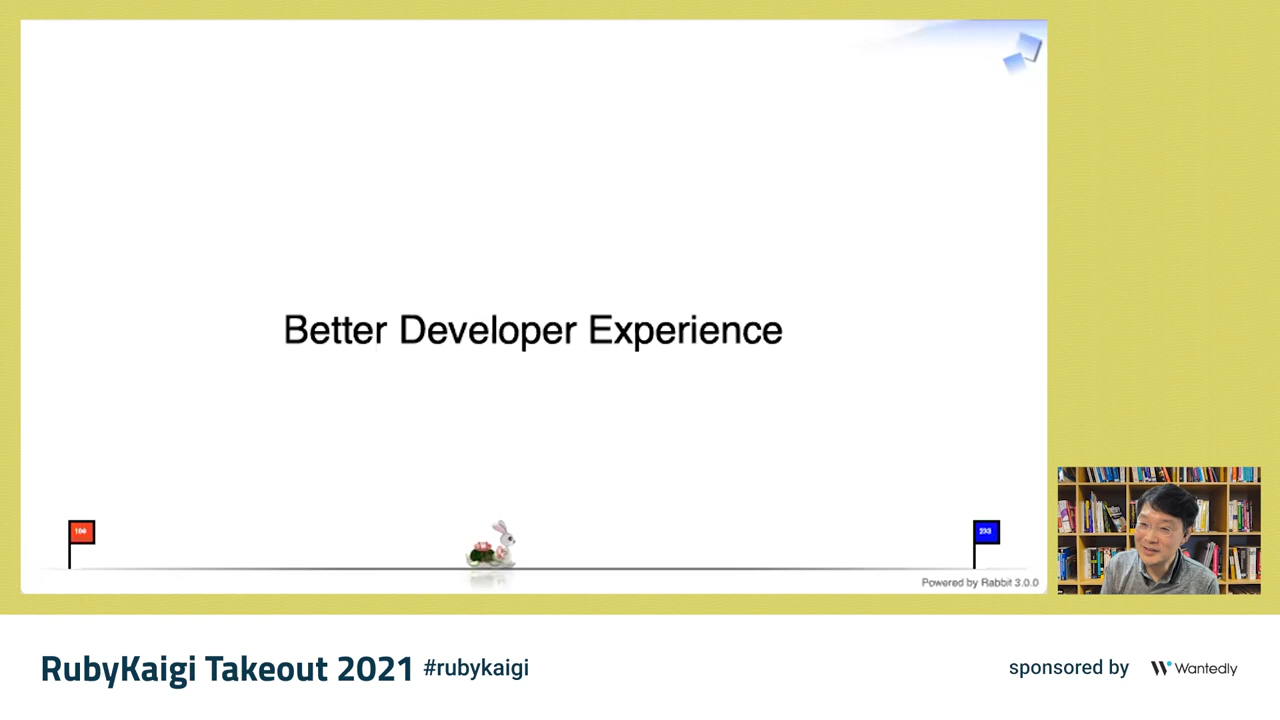 Better Developer Experience
Powered by Rabbit 3.0.0
RubyKaigi Takeout 2021 #rubykaigi
sponsored by Wantedly